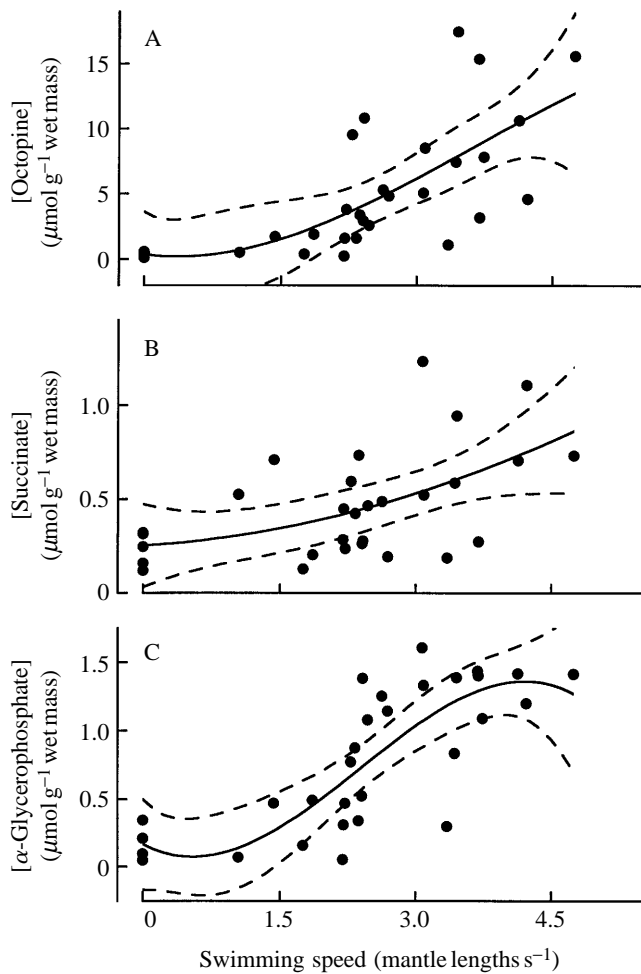 A
[Octopine]
(μmol g⁻¹ wet mass)
15
10
5
0
B
[Succinate]
(μmol g⁻¹ wet mass)
1.0
0.5
0
C
[α-Glycerophosphate]
(μmol g⁻¹ wet mass)
1.5
1.0
0.5
0
0 1.5 3.0 4.5
Swimming speed (mantle lengths s⁻¹)